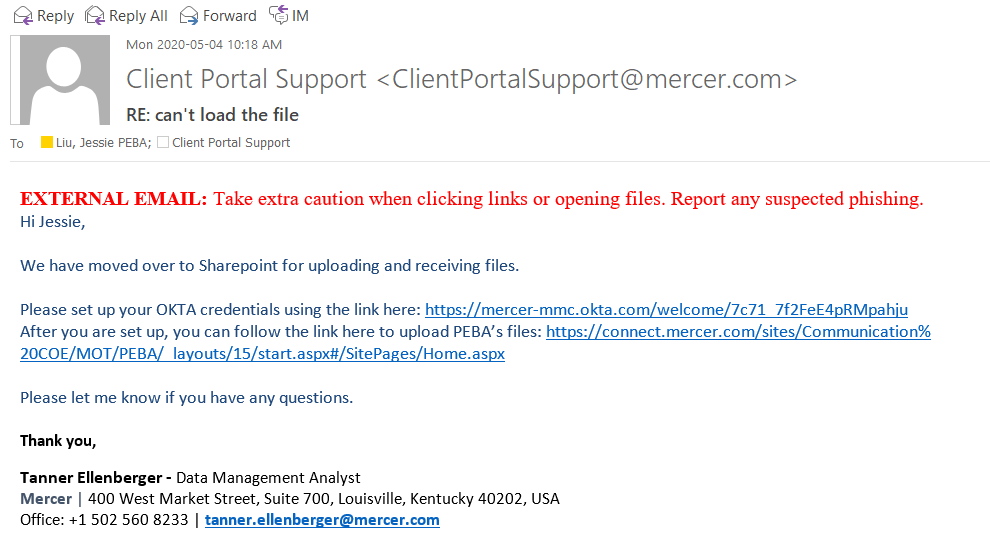 Reply Reply All Forward IM
Mon 2020-05-04 10:18 AM
Client Portal Support <ClientPortalSupport@mercer.com>
RE: can't load the file
To Liu, Jessie PEBA; Client Portal Support
EXTERNAL EMAIL: Take extra caution when clicking links or opening files. Report any suspected phishing.
Hi Jessie,
We have moved over to Sharepoint for uploading and receiving files.
Please set up your OKTA credentials using the link here: https://mercer-mmc.okta.com/welcome/7c71_7f2FeE4pRMpahju
After you are set up, you can follow the link here to upload PEBA’s files: https://connect.mercer.com/sites/Communication%
20COE/MOT/PEBA/_layouts/15/start.aspx#/SitePages/Home.aspx
Please let me know if you have any questions.
Thank you,
Tanner Ellenberger - Data Management Analyst
Mercer | 400 West Market Street, Suite 700, Louisville, Kentucky 40202, USA
Office: +1 502 560 8233 | tanner.ellenberger@mercer.com